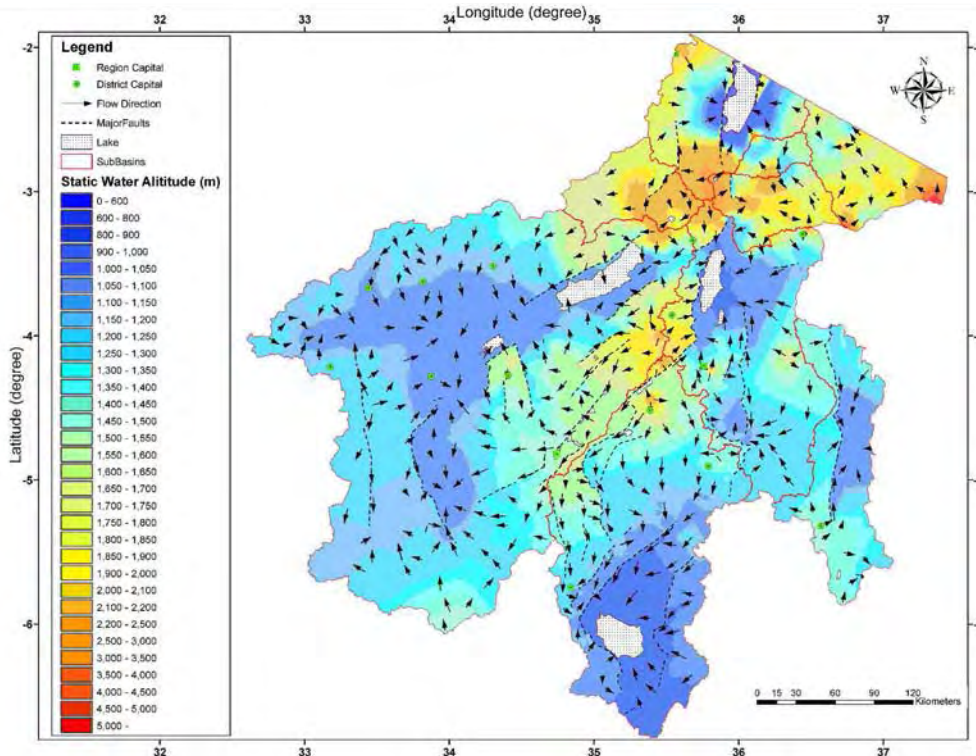 Longitude (degree)
32 33 34 35 36 37
Legend
Region Capital
District Capital
Flow Direction
MajorFaults
Lake
SubBasins
Static Water Alititude (m)
0 - 600
600 - 800
800 - 900
900 - 1,000
1,000 - 1,050
1,050 - 1,100
1,100 - 1,150
1,150 - 1,200
1,200 - 1,250
1,250 - 1,300
1,300 - 1,350
1,350 - 1,400
1,400 - 1,450
1,450 - 1,500
1,500 - 1,550
1,550 - 1,600
1,600 - 1,650
1,650 - 1,700
1,700 - 1,750
1,750 - 1,800
1,800 - 1,850
1,850 - 1,900
1,900 - 2,000
2,000 - 2,100
2,100 - 2,200
2,200 - 2,500
2,500 - 3,000
3,000 - 3,500
3,500 - 4,000
4,000 - 4,500
4,500 - 5,000
5,000 -
Latitude (degree)
-2
-3
-4
-5
-6
N
W E
S
-2
-3
-4
-5
-6
0 15 30 60 90 120
Kilometers
32 33 34 35 36 37